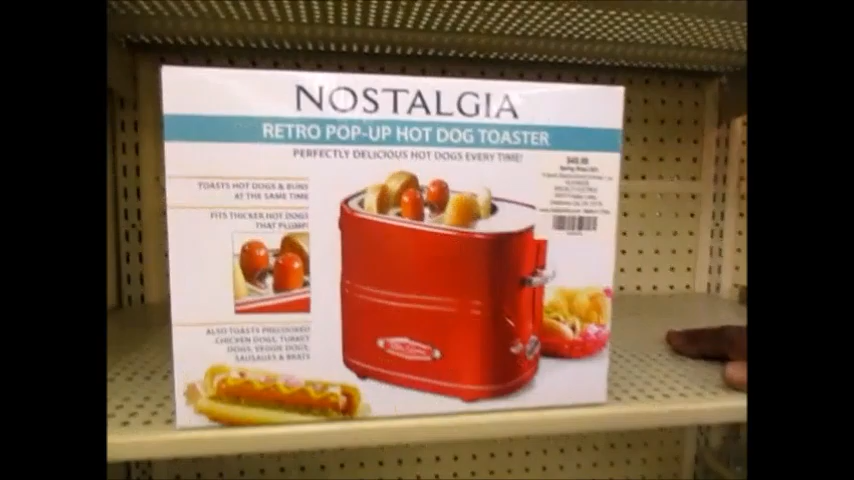 NOSTALGIA
RETRO POP-UP HOT DOG TOASTER
PERFECTLY DELICIOUS HOT DOGS EVERY TIME!
TOASTS HOT DOGS & BUNS
AT THE SAME TIME
FITS THICKER HOT DOGS
THAT PLUMP!
ALSO TOASTS PRECOOKED
CHICKEN DOGS, TURKEY
DOGS, VEGGIE DOGS,
SAUSAGES & BRATS